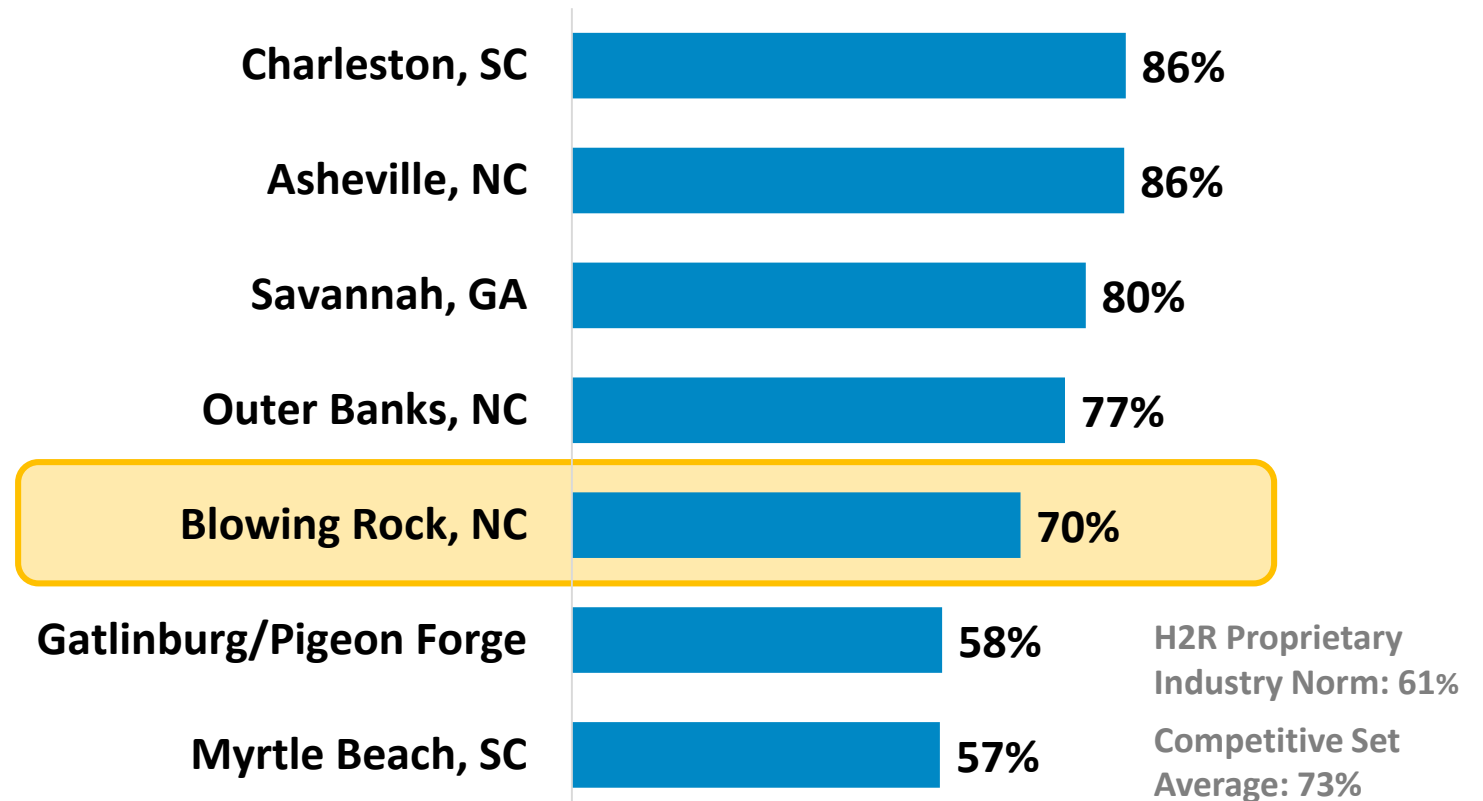 Charleston, SC 86%
Asheville, NC 86%
Savannah, GA 80%
Outer Banks, NC 77%
Blowing Rock, NC 70%
Gatlinburg/Pigeon Forge 58%
Myrtle Beach, SC 57%
H2R Proprietary
Industry Norm: 61%
Competitive Set
Average: 73%